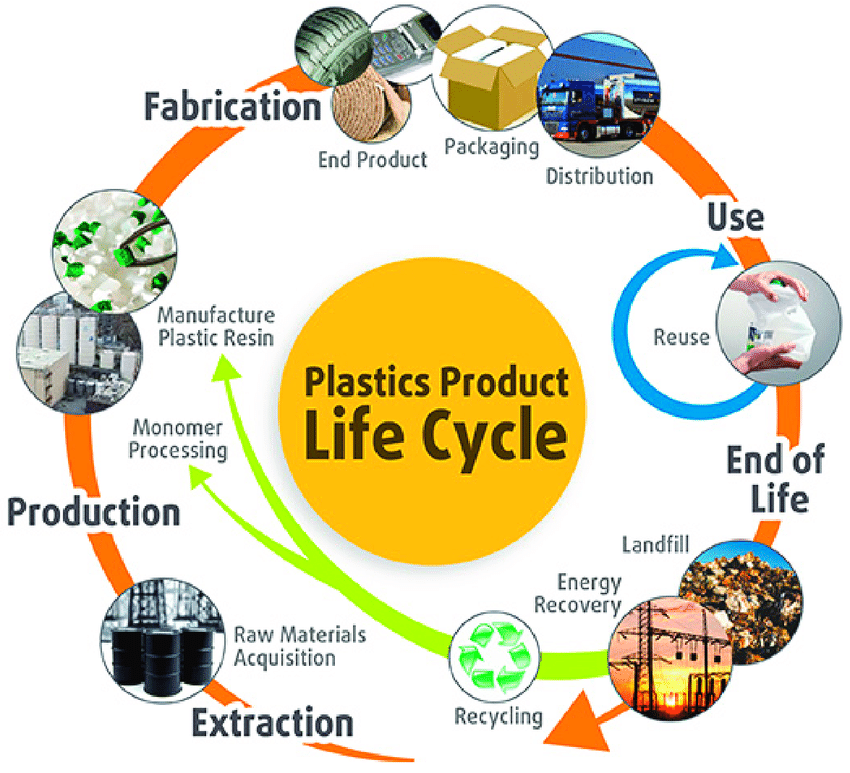 Fabrication
End Product
Packaging
Distribution
Use
Reuse
Manufacture
Plastic Resin
Plastics Product
Life Cycle
Monomer
Processing
End of
Life
Production
Landfill
Energy
Recovery
Raw Materials
Acquisition
Recycling
Extraction